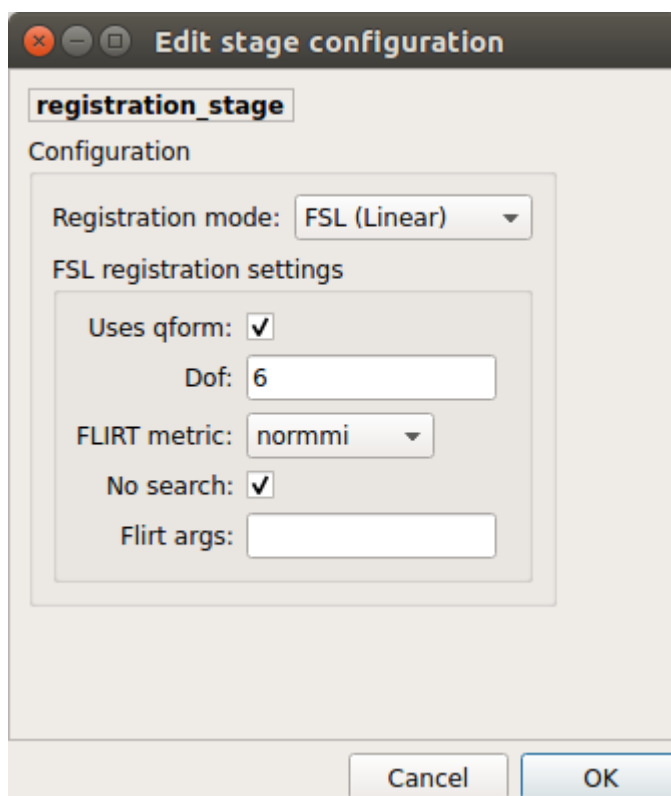 Edit stage configuration
registration_stage
Configuration
Registration mode: FSL (Linear)
FSL registration settings
Uses qform:
Dof: 6
FLIRT metric: normmi
No search:
Flirt args:
Cancel OK